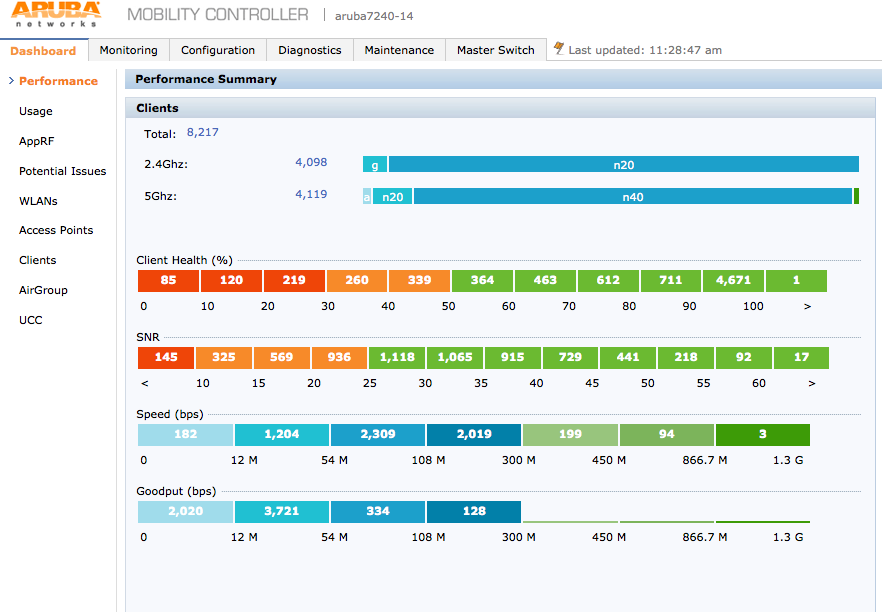 ARUBA
networks
MOBILITY CONTROLLER | aruba7240-14
Dashboard Monitoring Configuration Diagnostics Maintenance Master Switch Last updated: 11:28:47 am
> Performance
Usage
AppRF
Potential Issues
WLANs
Access Points
Clients
AirGroup
UCC
Performance Summary
Clients
Total: 8,217
2.4Ghz: 4,098 g n20
5Ghz: 4,119 a n20 n40
Client Health (%)
85 120 219 260 339 364 463 612 711 4,671 1
0 10 20 30 40 50 60 70 80 90 100 >
SNR
145 325 569 936 1,118 1,065 915 729 441 218 92 17
< 10 15 20 25 30 35 40 45 50 55 60 >
Speed (bps)
182 1,204 2,309 2,019 199 94 3
0 12 M 54 M 108 M 300 M 450 M 866.7 M 1.3 G
Goodput (bps)
2,020 3,721 334 128
0 12 M 54 M 108 M 300 M 450 M 866.7 M 1.3 G